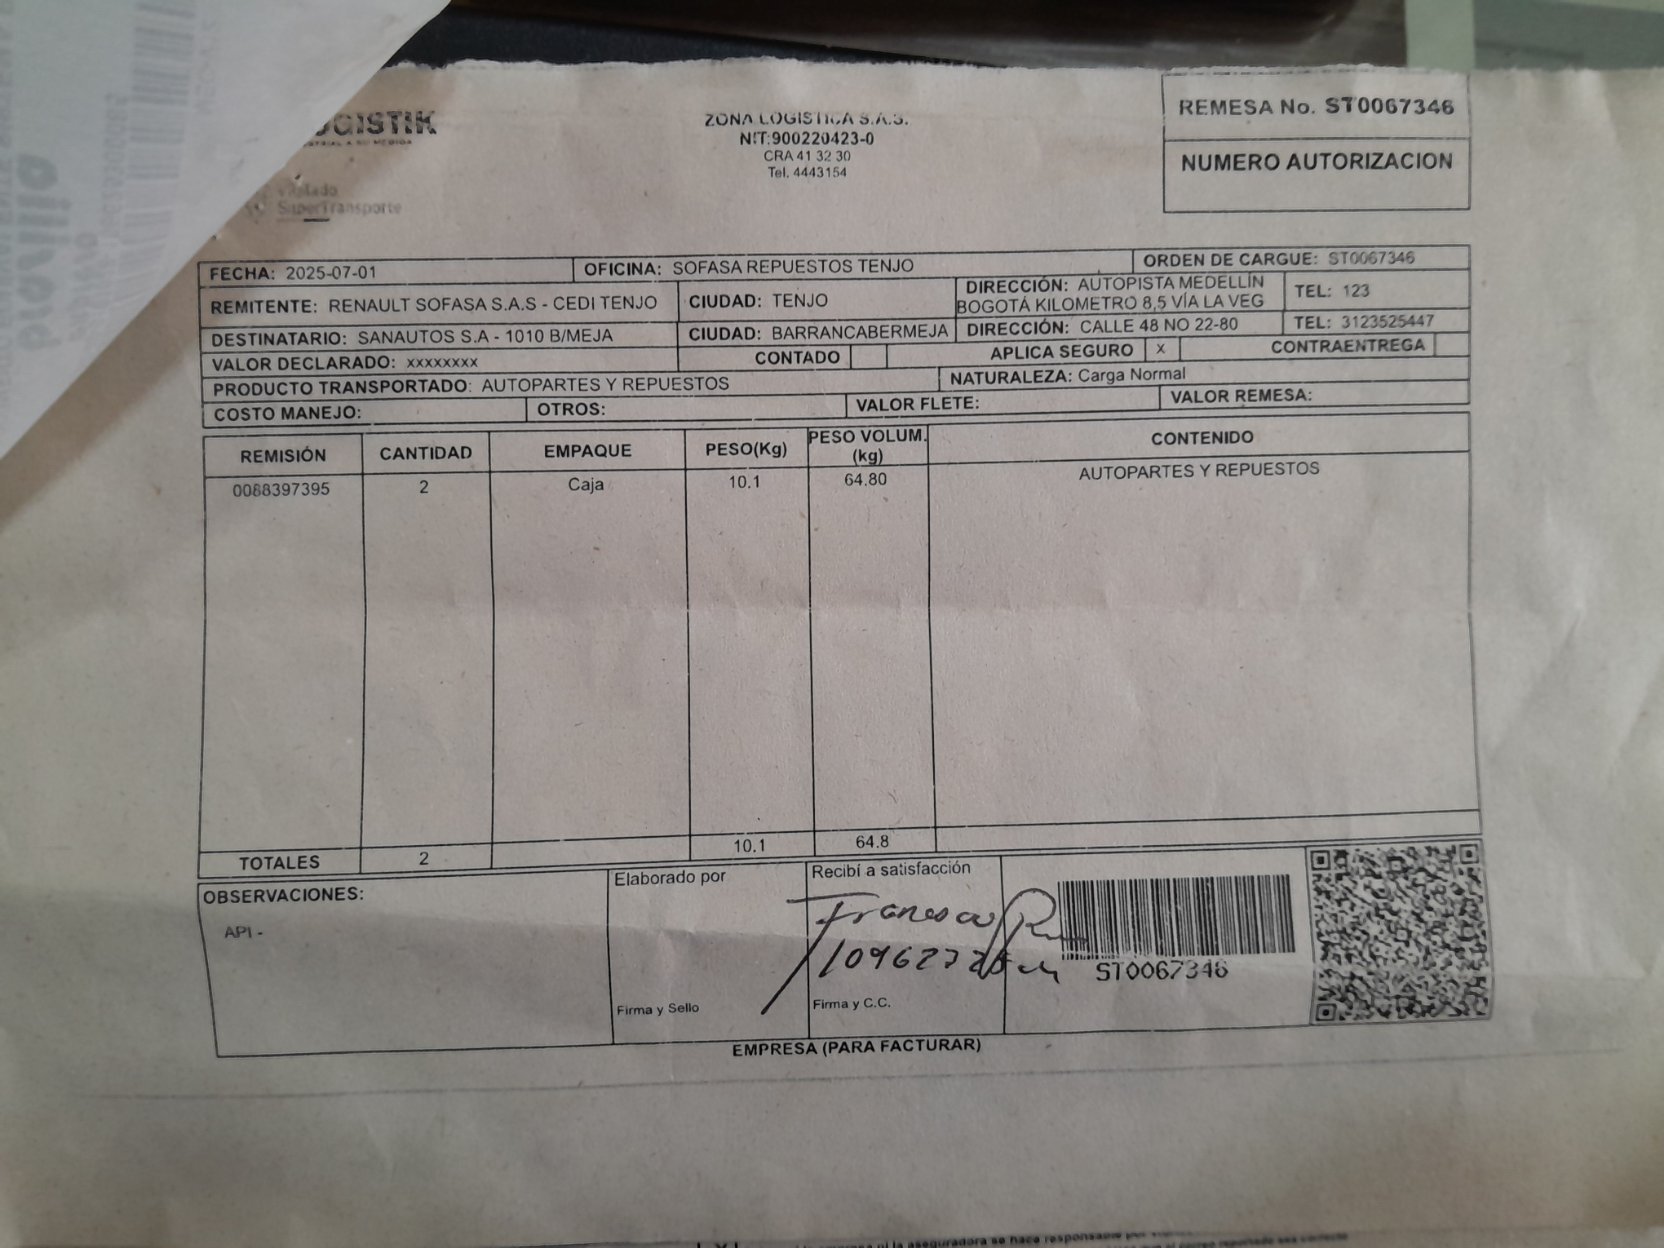 OGISTIK
ZONA LOGISTICA S.A.S.
NIT:900220423-0
CRA 41 32 30
Tel. 4443154
REMESA No. ST0067346
NUMERO AUTORIZACION
Vigilado
SuperTransporte
FECHA: 2025-07-01 OFICINA: SOFASA REPUESTOS TENJO ORDEN DE CARGUE: ST0067346
REMITENTE: RENAULT SOFASA S.A.S - CEDI TENJO CIUDAD: TENJO DIRECCIÓN: AUTOPISTA MEDELLÍN TEL: 123
BOGOTÁ KILOMETRO 8,5 VÍA LA VEG
DESTINATARIO: SANAUTOS S.A - 1010 B/MEJA CIUDAD: BARRANCABERMEJA DIRECCIÓN: CALLE 48 NO 22-80 TEL: 3123525447
VALOR DECLARADO: xxxxxxxx CONTADO APLICA SEGURO x CONTRAENTREGA
PRODUCTO TRANSPORTADO: AUTOPARTES Y REPUESTOS NATURALEZA: Carga Normal
COSTO MANEJO: OTROS: VALOR FLETE: VALOR REMESA:
REMISIÓN CANTIDAD EMPAQUE PESO(Kg) PESO VOLUM. (kg) CONTENIDO
0088397395 2 Caja 10.1 64.80 AUTOPARTES Y REPUESTOS
TOTALES 2 10.1 64.8
OBSERVACIONES:
API -
Elaborado por
Firma y Sello
Recibí a satisfacción
Firma y C.C.
ST0067346
EMPRESA (PARA FACTURAR)